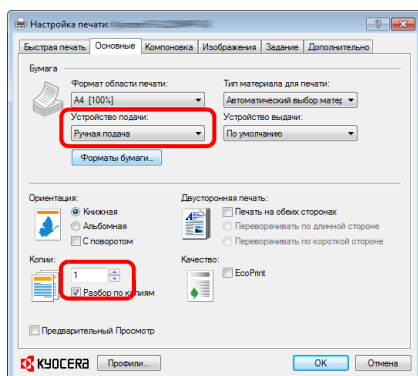 Настройка печати:
Быстрая печать Основные Компоновка Изображения Задание Дополнительно
Бумага
Формат области печати: Тип материала для печати:
A4 [100%] Автоматический выбор матер
Устройство подачи: Устройство выдачи:
Ручная подача По умолчанию
Форматы бумаги...
Ориентация: Двусторонняя печать:
Книжная Печать на обеих сторонах
Альбомная Переворачивать по длинной стороне
С поворотом Переворачивать по короткой стороне
Копии: Качество:
1 EcoPrint
Разбор по копиям
Предварительный Просмотр
KYOCERA Профили... OK Отмена